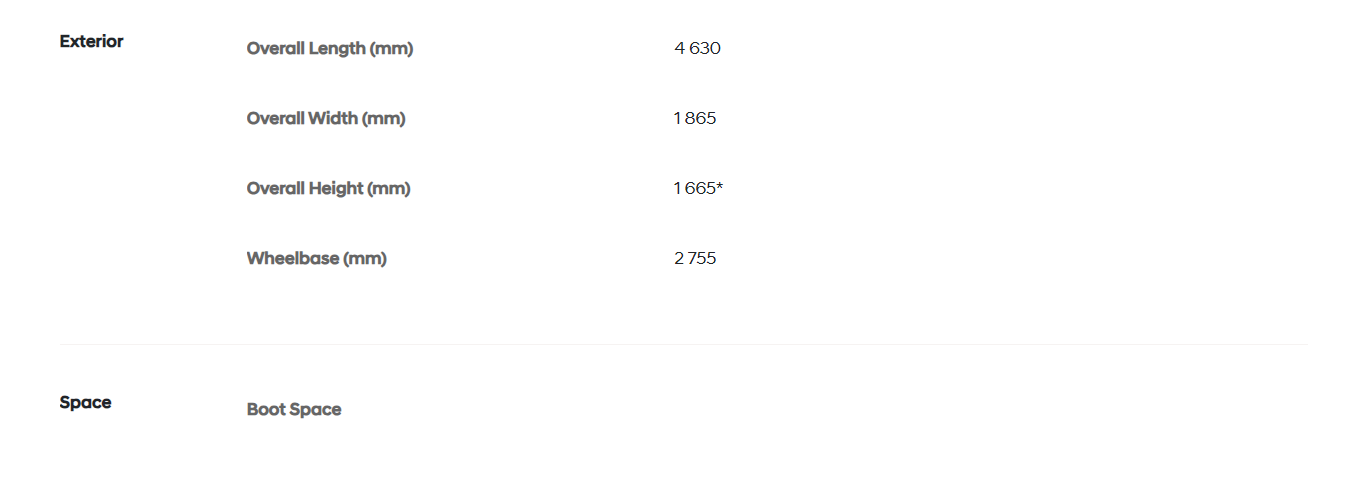 Exterior
Overall Length (mm) 4 630
Overall Width (mm) 1 865
Overall Height (mm) 1 665*
Wheelbase (mm) 2 755
Space
Boot Space